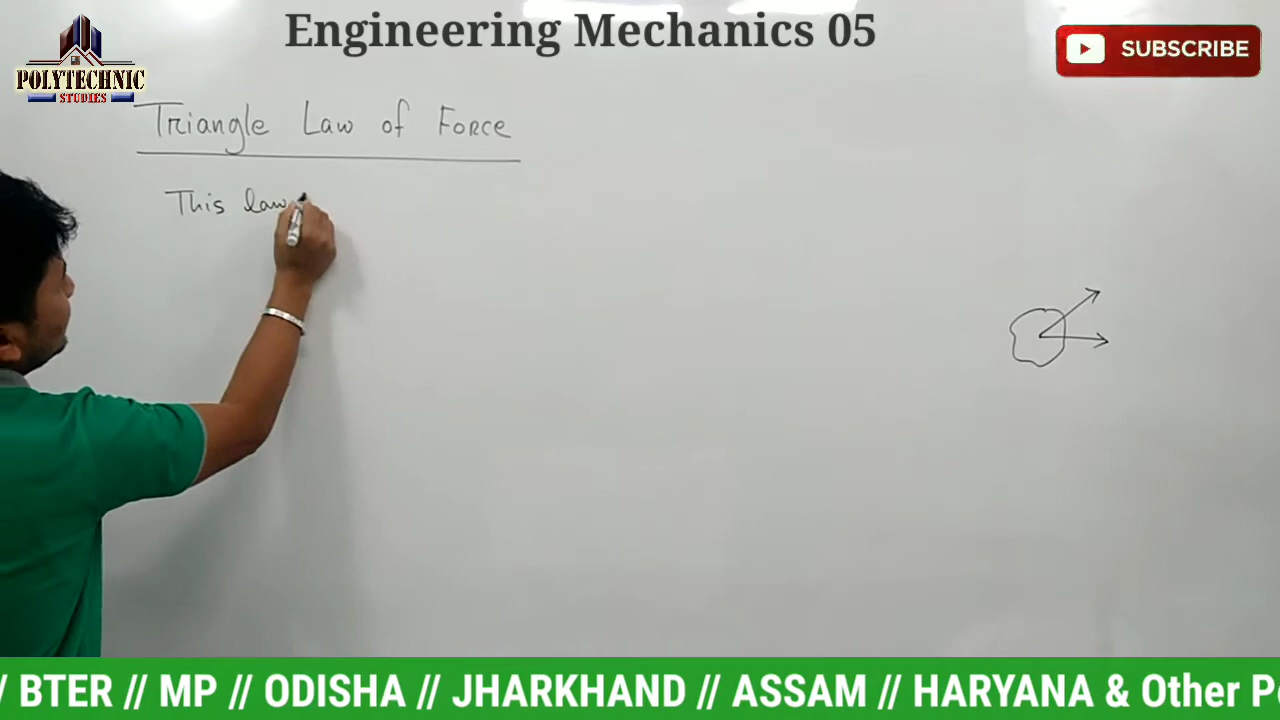 Engineering Mechanics 05
SUBSCRIBE
POLYTECHNIC
STUDIES
Triangle Law of Force
This law
/ BTER // MP // ODISHA // JHARKHAND // ASSAM // HARYANA & Other P